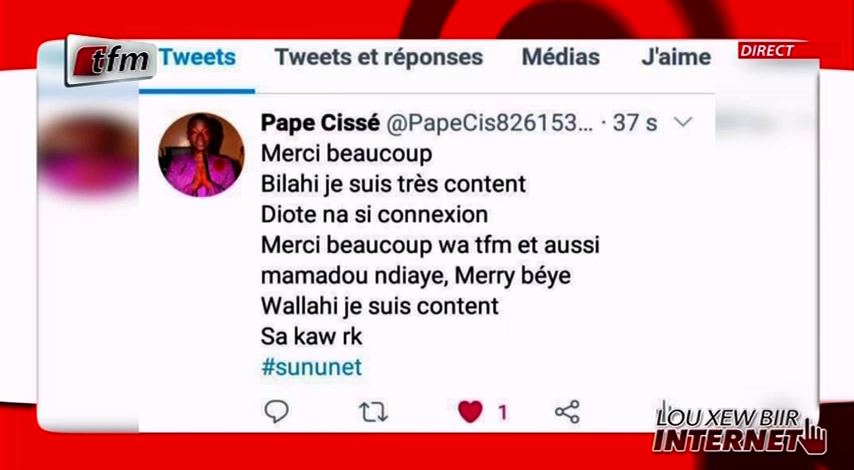 tfm
DIRECT
Tweets Tweets et réponses Médias J'aime
Pape Cissé @PapeCis826153... · 37 s
Merci beaucoup
Bilahi je suis très content
Diote na si connexion
Merci beaucoup wa tfm et aussi
mamadou ndiaye, Merry béye
Wallahi je suis content
Sa kaw rk
#sununet
1
LOU XEW BIIR
INTERNET